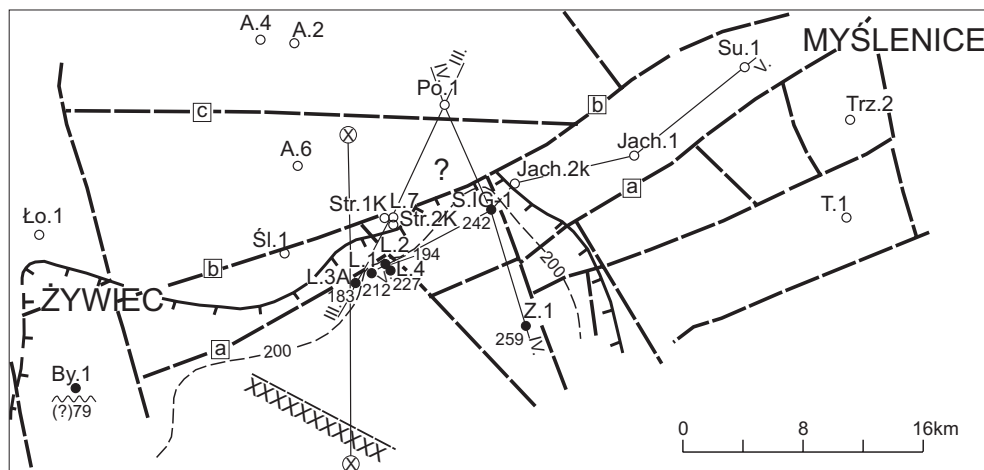 A.4
A.2
MYŚLENICE
Su.1
V.
III.
IV.
Po.1
c
b
Trz.2
A.6
?
Jach.1
Jach.2k
a
Str.1K
L.7
S.IG-1
Ło.1
Str.2K
242
T.1
Śl.1
L.2
194
200
b
L.1
L.3A
V.
L.4
ŻYWIEC
183
212
227
III.
Z.1
259
IV.
a
200
By.1
(?)79
X
X
XXXXXXXXXX
0 8 16km